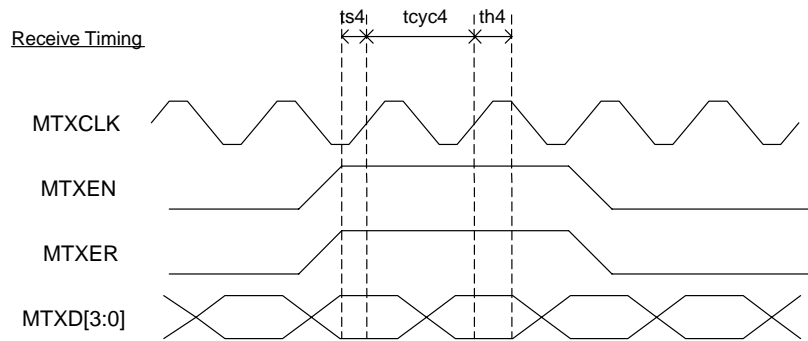 ts4 tcyc4 th4
Receive Timing
MTXCLK
MTXEN
MTXER
MTXD[3:0]